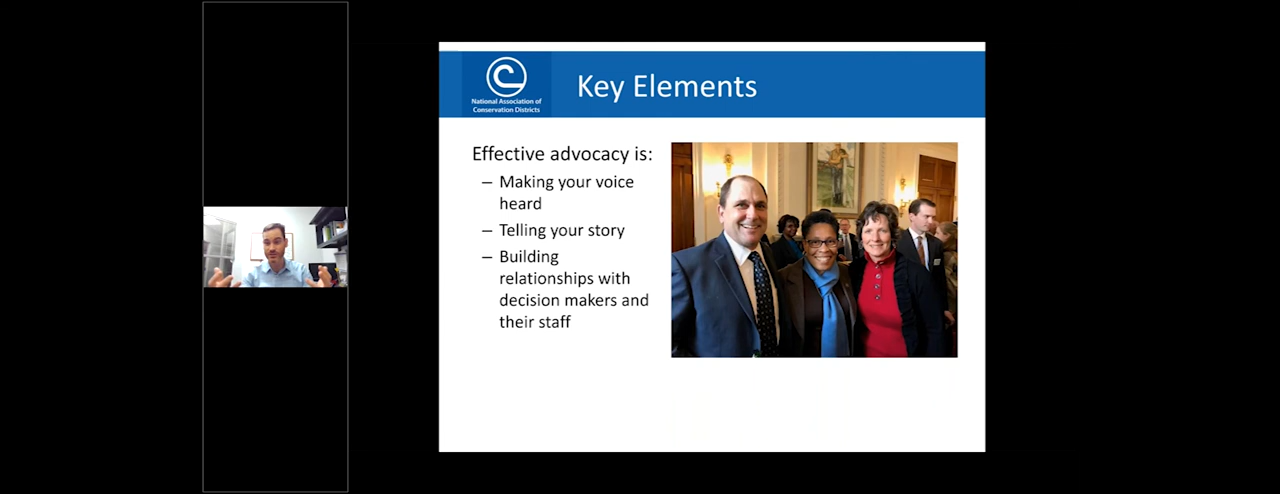 National Association of
Conservation Districts
Key Elements
Effective advocacy is:
– Making your voice
heard
– Telling your story
– Building
relationships with
decision makers and
their staff